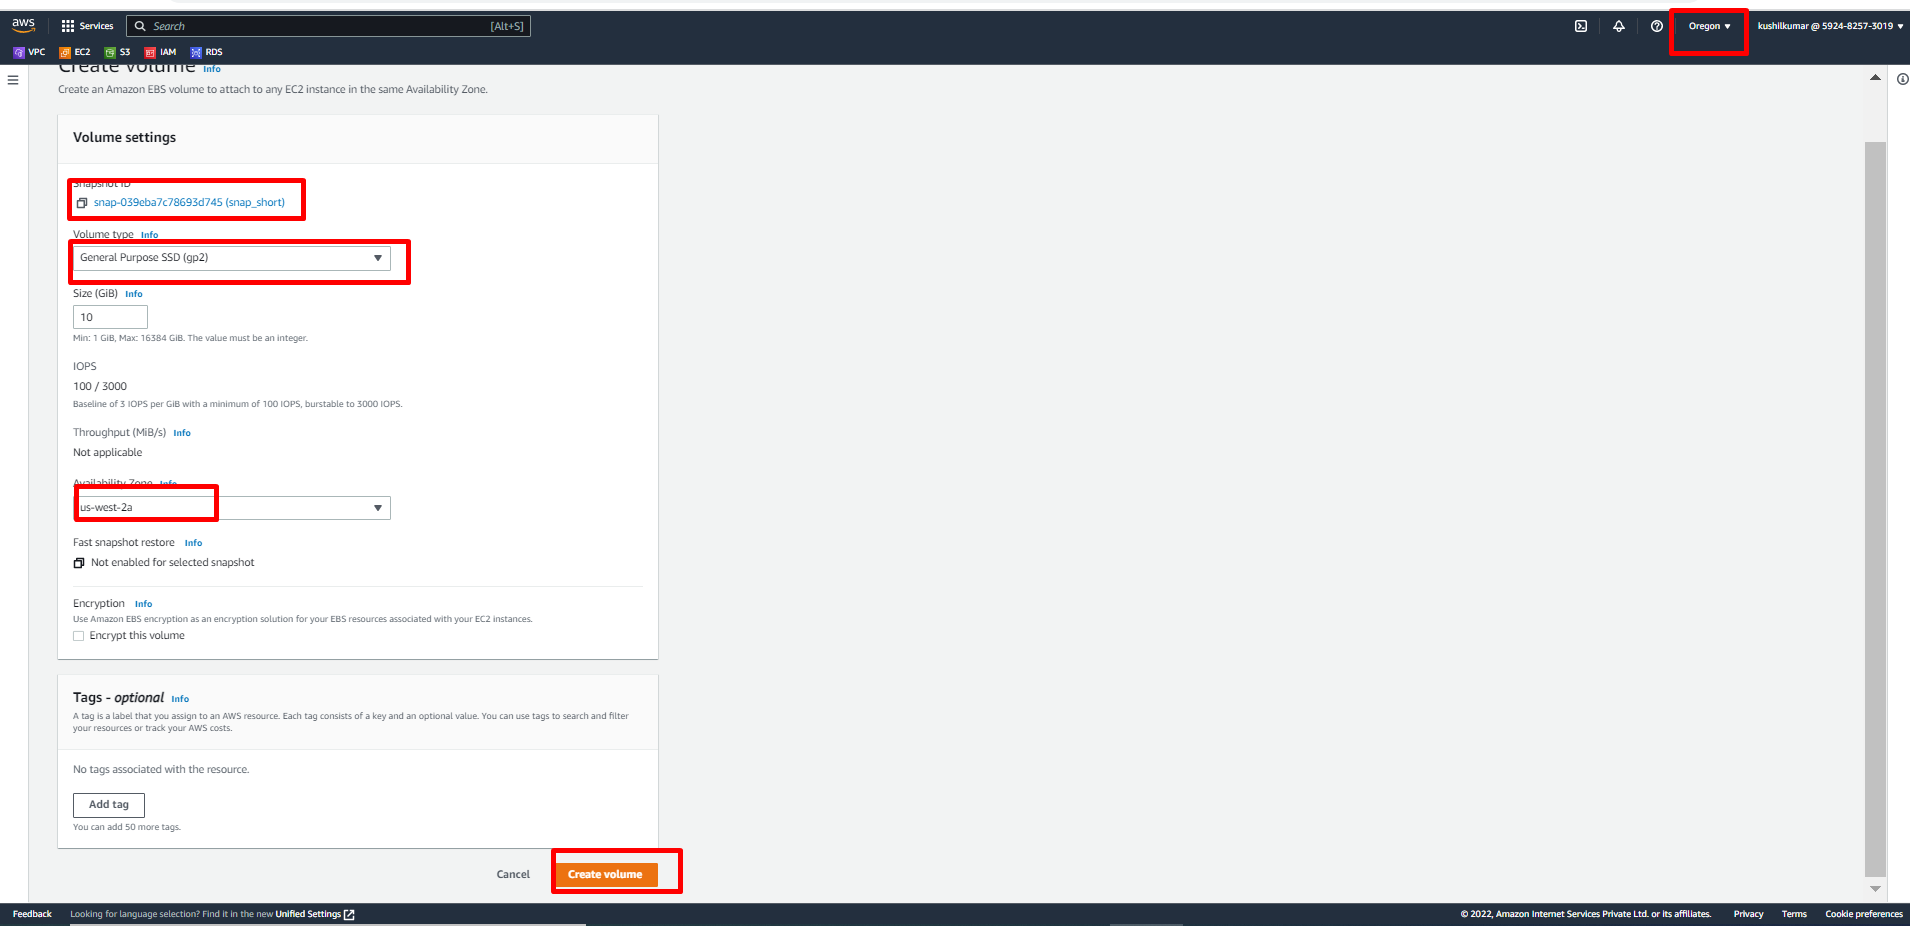 aws
Services
Search
[Alt+S]
Oregon
kushilkumar @ 5924-8257-3019
VPC
EC2
S3
IAM
RDS
Create volume Info
Create an Amazon EBS volume to attach to any EC2 instance in the same Availability Zone.
Volume settings
Snapshot ID
snap-039eba7c78693d745 (snap_short)
Volume type Info
General Purpose SSD (gp2)
Size (GiB) Info
10
Min: 1 GiB, Max: 16384 GiB. The value must be an integer.
IOPS
100 / 3000
Baseline of 3 IOPS per GiB with a minimum of 100 IOPS, burstable to 3000 IOPS.
Throughput (MiB/s) Info
Not applicable
Availability Zone Info
us-west-2a
Fast snapshot restore Info
Not enabled for selected snapshot
Encryption Info
Use Amazon EBS encryption as an encryption solution for your EBS resources associated with your EC2 instances.
Encrypt this volume
Tags - optional Info
A tag is a label that you assign to an AWS resource. Each tag consists of a key and an optional value. You can use tags to search and filter
your resources or track your AWS costs.
No tags associated with the resource.
Add tag
You can add 50 more tags.
Cancel
Create volume
Feedback
Looking for language selection? Find it in the new Unified Settings
© 2022, Amazon Internet Services Private Ltd. or its affiliates.
Privacy
Terms
Cookie preferences